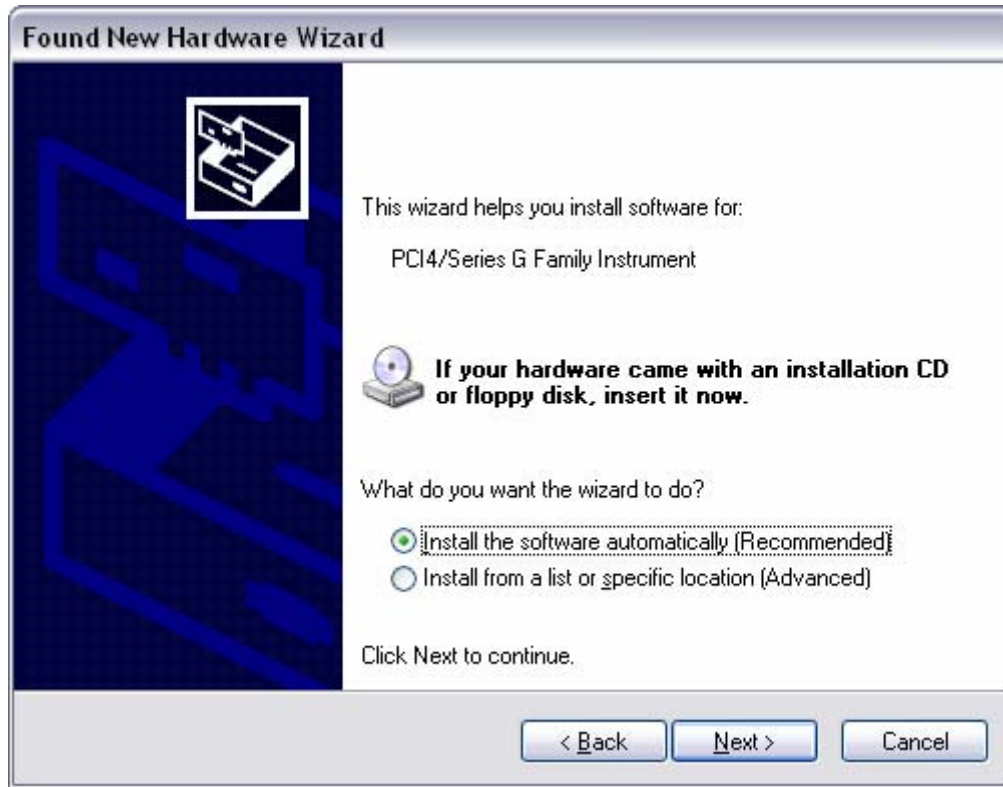 Found New Hardware Wizard
This wizard helps you install software for:
PCI4/Series G Family Instrument
If your hardware came with an installation CD
or floppy disk, insert it now.
What do you want the wizard to do?
Install the software automatically (Recommended)
Install from a list or specific location (Advanced)
Click Next to continue.
< Back
Next >
Cancel